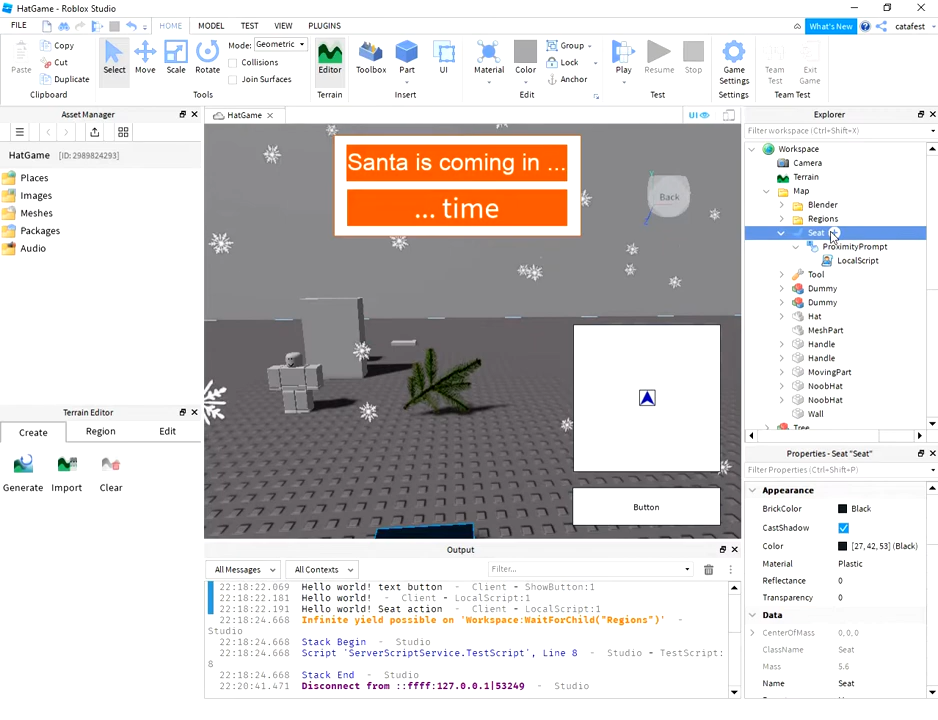 HatGame - Roblox Studio
FILE HOME MODEL TEST VIEW PLUGINS What's New catafest
Paste Copy Cut Duplicate
Clipboard
Select Move Scale Rotate Mode: Geometric Collisions Join Surfaces
Tools
Editor
Terrain
Toolbox Part UI
Insert
Material Color Group Lock Anchor
Edit
Play Resume Stop
Test
Game Settings
Settings
Team Test Exit Game
Team Test
Asset Manager
HatGame [ID: 2989824293]
Places
Images
Meshes
Packages
Audio
Terrain Editor
Create Region Edit
Generate Import Clear
HatGame UI
Santa is coming in ...
... time
Back
Button
Output
All Messages All Contexts Filter...
22:18:22.069 Hello world! text button - Client - ShowButton:1
22:18:22.181 Hello world! - Client - LocalScript:1
22:18:22.191 Hello world! Seat action - Client - LocalScript:1
22:18:24.668 Infinite yield possible on 'Workspace:WaitForChild("Regions")' -
Studio
22:18:24.668 Stack Begin - Studio
22:18:24.668 Script 'ServerScriptService.TestScript', Line 8 - Studio - TestScript:
8
22:18:24.668 Stack End - Studio
22:20:41.471 Disconnect from ::ffff:127.0.0.1|53249 - Studio
Explorer
Filter workspace (Ctrl+Shift+X)
Workspace
Camera
Terrain
Map
Blender
Regions
Seat
ProximityPrompt
LocalScript
Tool
Dummy
Dummy
Hat
MeshPart
Handle
Handle
MovingPart
NoobHat
NoobHat
Wall
Tree
Properties - Seat "Seat"
Filter Properties (Ctrl+Shift+P)
Appearance
BrickColor Black
CastShadow
Color [27, 42, 53] (Black)
Material Plastic
Reflectance 0
Transparency 0
Data
CenterOfMass 0, 0, 0
ClassName Seat
Mass 5.6
Name Seat